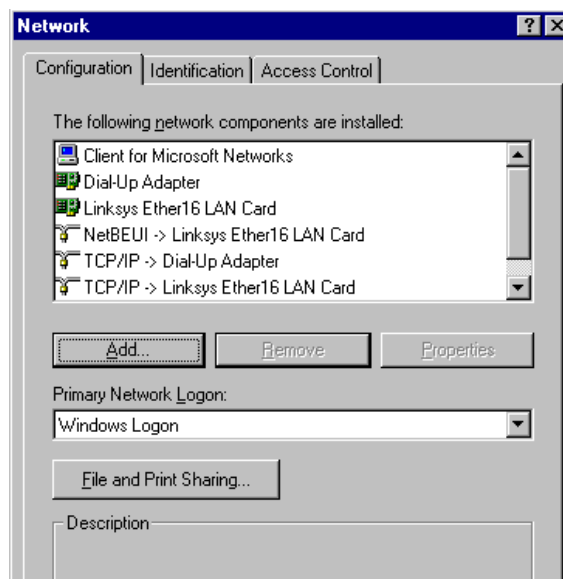 Network
Configuration Identification Access Control
The following network components are installed:
Client for Microsoft Networks
Dial-Up Adapter
Linksys Ether16 LAN Card
NetBEUI -> Linksys Ether16 LAN Card
TCP/IP -> Dial-Up Adapter
TCP/IP -> Linksys Ether16 LAN Card
Add... Remove Properties
Primary Network Logon:
Windows Logon
File and Print Sharing...
Description